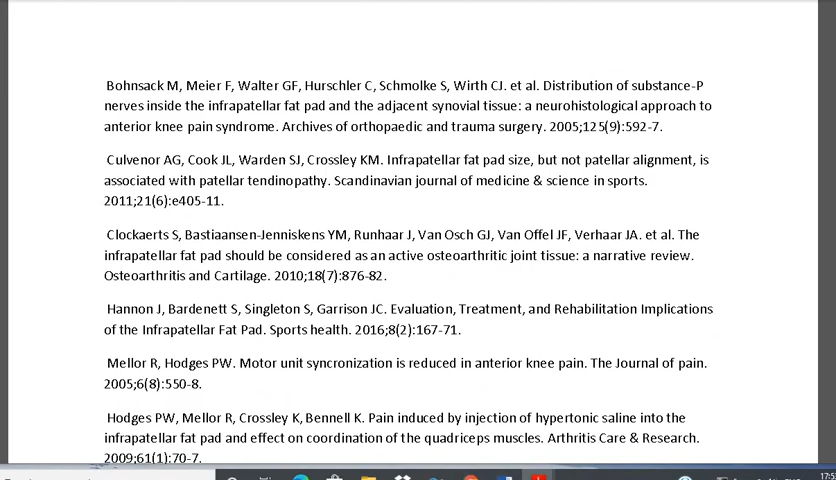 Bohnsack M, Meier F, Walter GF, Hurschler C, Schmolke S, Wirth CJ. et al. Distribution of substance-P
nerves inside the infrapatellar fat pad and the adjacent synovial tissue: a neurohistological approach to
anterior knee pain syndrome. Archives of orthopaedic and trauma surgery. 2005;125(9):592-7.
Culvenor AG, Cook JL, Warden SJ, Crossley KM. Infrapatellar fat pad size, but not patellar alignment, is
associated with patellar tendinopathy. Scandinavian journal of medicine & science in sports.
2011;21(6):e405-11.
Clockaerts S, Bastiaansen-Jenniskens YM, Runhaar J, Van Osch GJ, Van Offel JF, Verhaar JA. et al. The
infrapatellar fat pad should be considered as an active osteoarthritic joint tissue: a narrative review.
Osteoarthritis and Cartilage. 2010;18(7):876-82.
Hannon J, Bardenett S, Singleton S, Garrison JC. Evaluation, Treatment, and Rehabilitation Implications
of the Infrapatellar Fat Pad. Sports health. 2016;8(2):167-71.
Mellor R, Hodges PW. Motor unit syncronization is reduced in anterior knee pain. The Journal of pain.
2005;6(8):550-8.
Hodges PW, Mellor R, Crossley K, Bennell K. Pain induced by injection of hypertonic saline into the
infrapatellar fat pad and effect on coordination of the quadriceps muscles. Arthritis Care & Research.
2009;61(1):70-7.